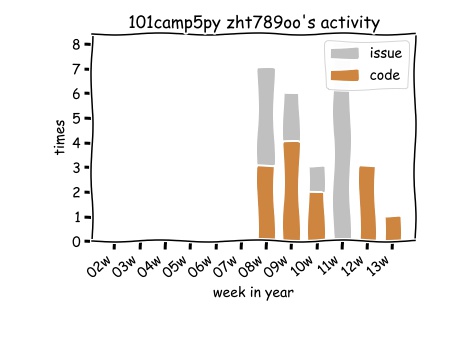 101camp5py zht789oo's activity
issue
code
times
8
7
6
5
4
3
2
1
0
02w
03w
04w
05w
06w
07w
08w
09w
10w
11w
12w
13w
week in year